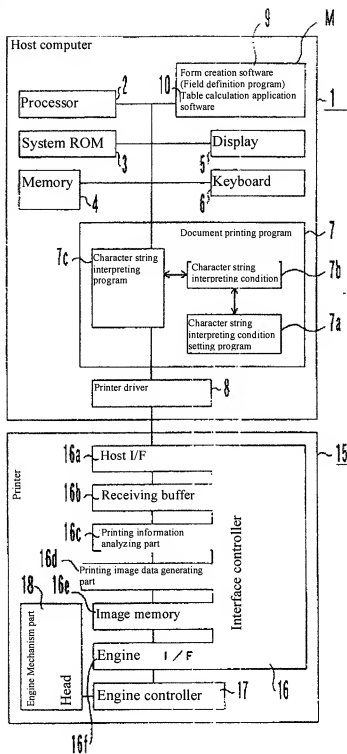 9
M
Host computer
Form creation software
(Field definition program)
Table calculation application
software
10
2
Processor
1
System ROM
3
Display
5
Memory
4
Keyboard
6
7
Document printing program
7c
Character string
interpreting
program
Character string
interpreting condition
7b
7a
Character string
interpreting condition
setting program
Printer driver
8
Printer
15
16a
Host I/F
16b
Receiving buffer
16c
Printing information
analyzing part
16d
Printing image data generating
part
Interface controller
18
16e
Image memory
Engine Mechanism part
Head
Engine I/F
16
Engine controller
17
16f